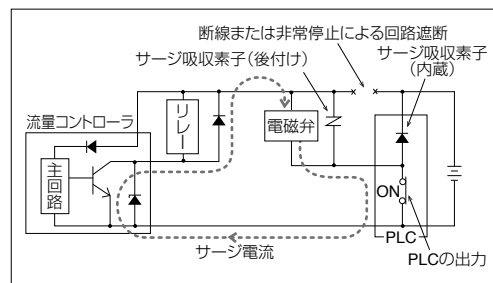 断線または非常停止による回路遮断
サージ吸収素子(後付け)
サージ吸収素子
(内蔵)
流量コントローラ
リレー
電磁弁
主回路
ON
PLC
サージ電流
PLCの出力